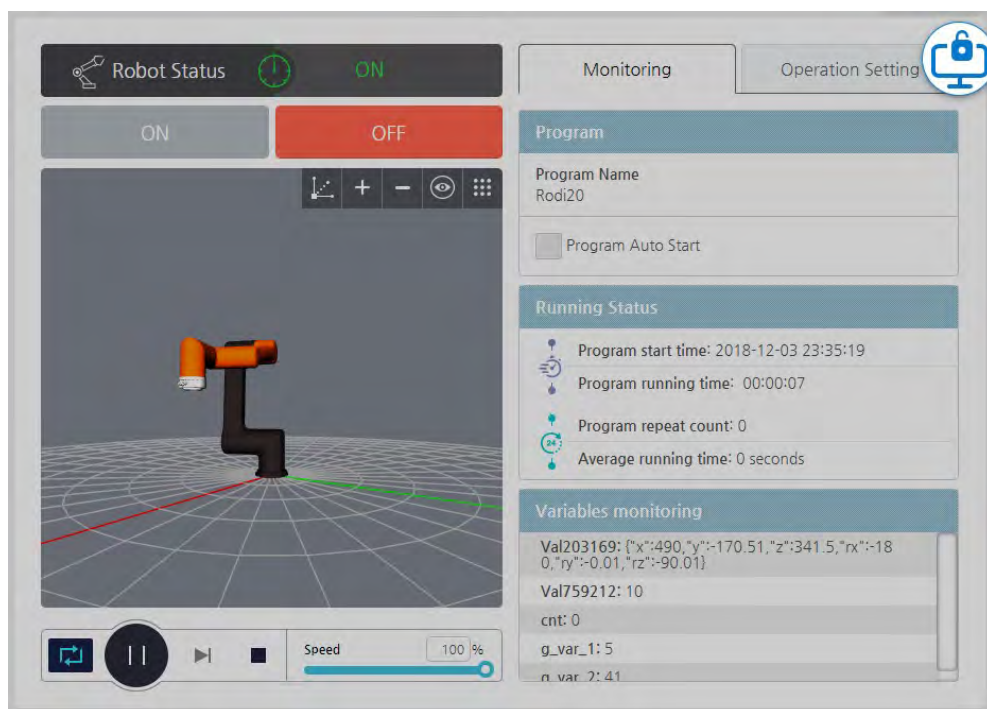 Robot Status
ON
Monitoring
Operation Setting
ON
OFF
Program
Program Name
Rodi20
Program Auto Start
Running Status
Program start time: 2018-12-03 23:35:19
Program running time: 00:00:07
24
Program repeat count: 0
Average running time: 0 seconds
Variables monitoring
Val203169: {"x":490,"y":-170.51,"z":341.5,"rx":-18
0,"ry":-0.01,"rz":-90.01}
Val759212: 10
cnt: 0
g_var_1: 5
g_var_2: 41
Speed
100 %